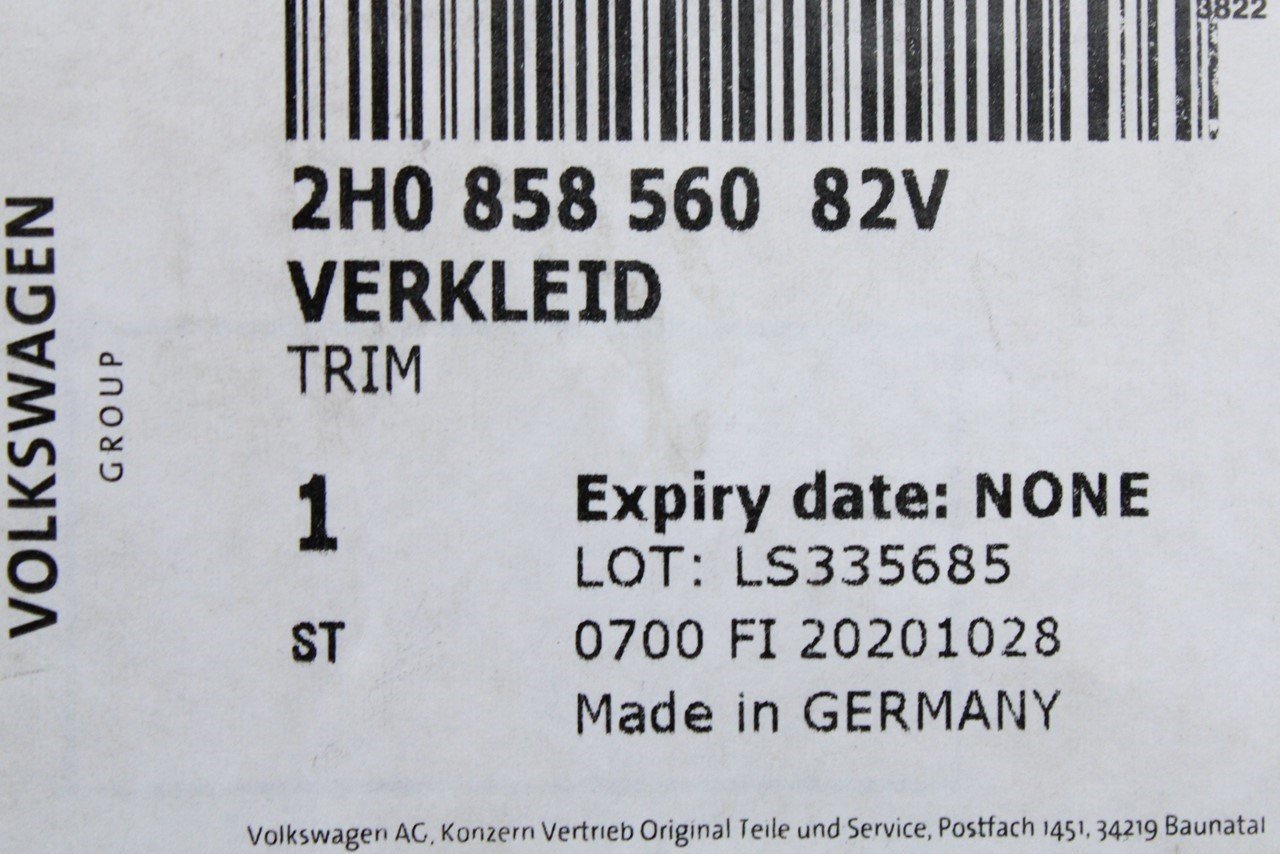 3822
2H0 858 560 82V
VERKLEID
TRIM
1
Expiry date: NONE
LOT: LS335685
ST
0700 FI 20201028
Made in GERMANY
VOLKSWAGEN
GROUP
Volkswagen AG, Konzern Vertrieb Original Teile und Service, Postfach 1451, 34219 Baunatal